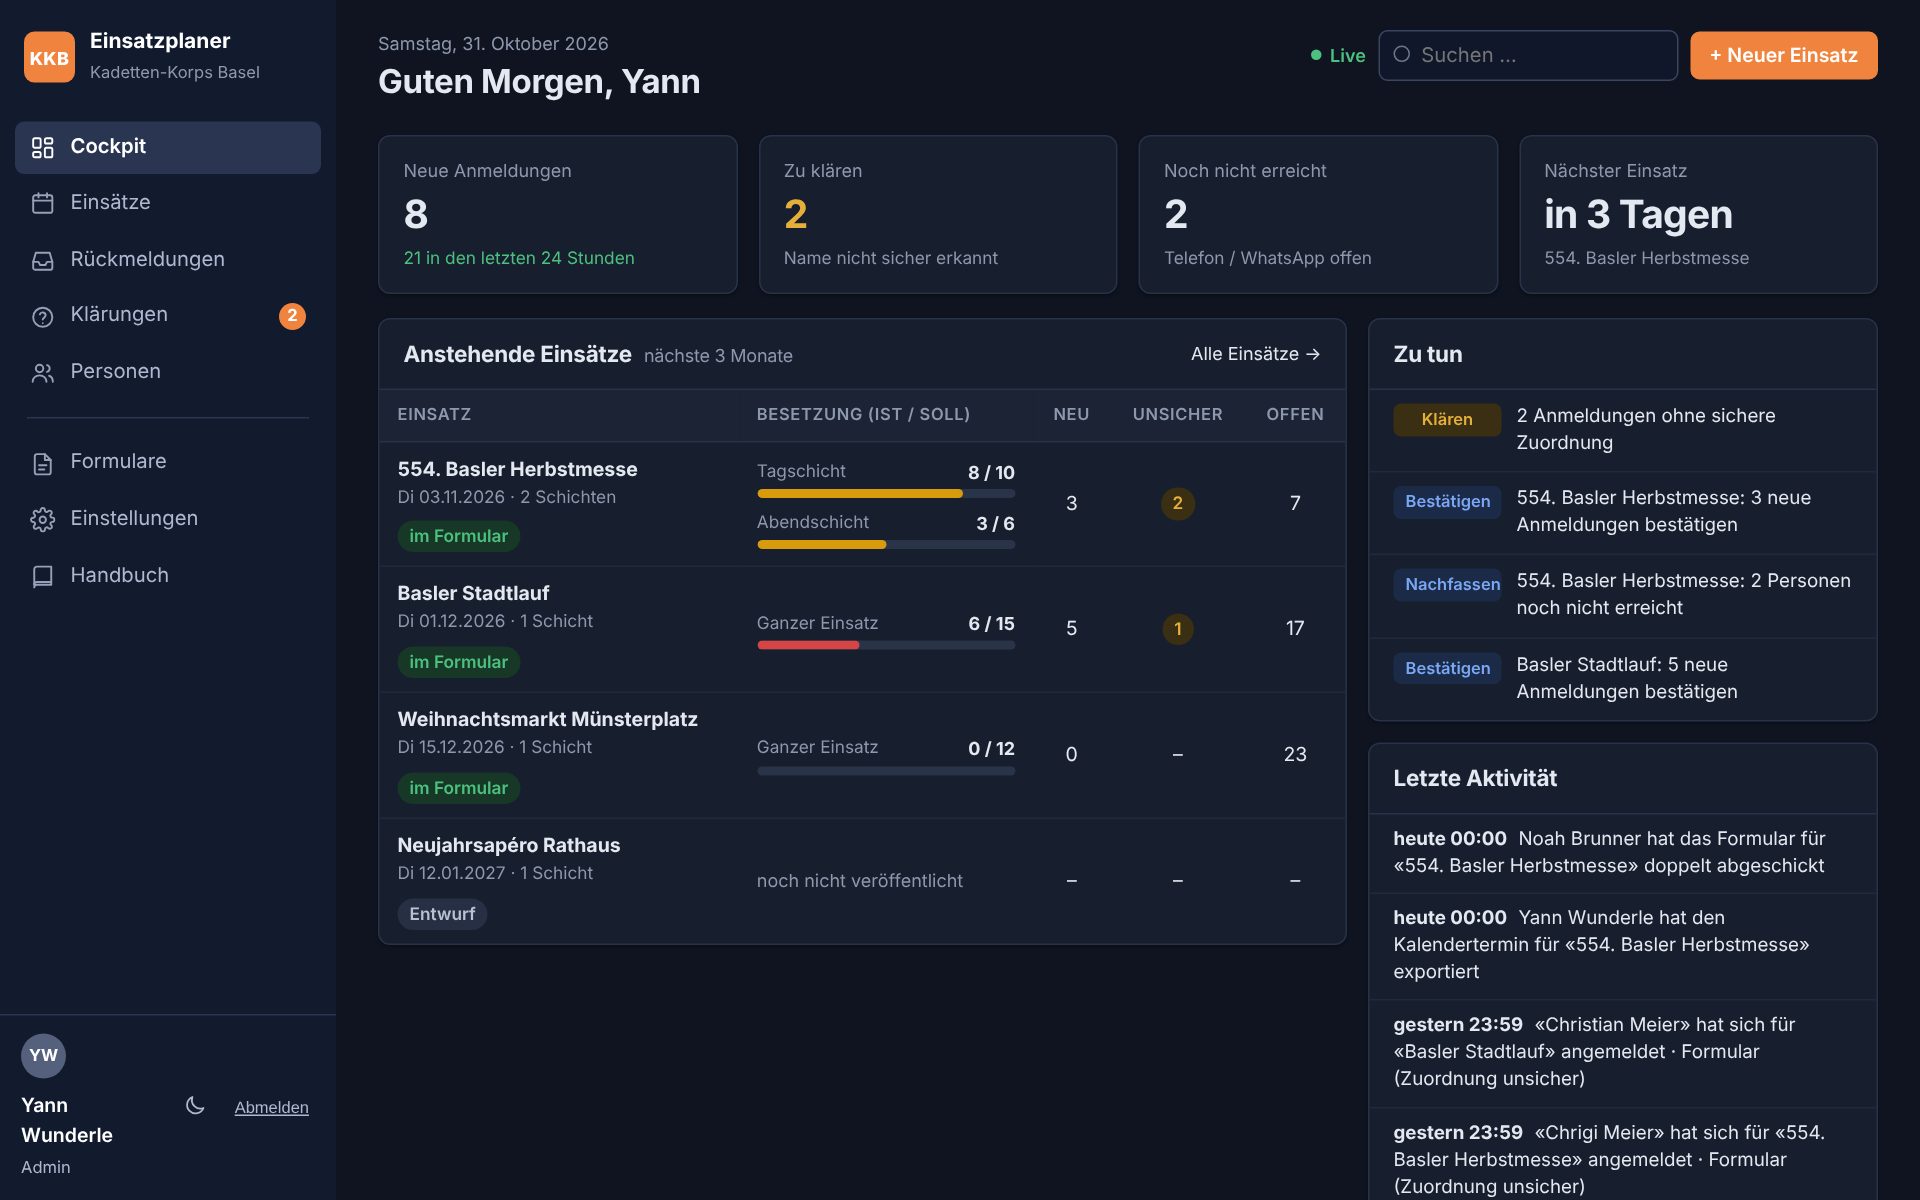 KKB
Einsatzplaner
Kadetten-Korps Basel
Cockpit
Einsätze
Rückmeldungen
Klärungen
2
Personen
Formulare
Einstellungen
Handbuch
YW
Yann
Wunderle
Admin
Abmelden
Samstag, 31. Oktober 2026
Guten Morgen, Yann
Live
Suchen ...
+ Neuer Einsatz
Neue Anmeldungen
8
21 in den letzten 24 Stunden
Zu klären
2
Name nicht sicher erkannt
Noch nicht erreicht
2
Telefon / WhatsApp offen
Nächster Einsatz
in 3 Tagen
554. Basler Herbstmesse
Anstehende Einsätze nächste 3 Monate
Alle Einsätze →
EINSATZ BESETZUNG (IST / SOLL) NEU UNSICHER OFFEN
554. Basler Herbstmesse
Di 03.11.2026 · 2 Schichten
im Formular
Tagschicht 8 / 10
Abendschicht 3 / 6
3 2 7
Basler Stadtlauf
Di 01.12.2026 · 1 Schicht
im Formular
Ganzer Einsatz 6 / 15
5 1 17
Weihnachtsmarkt Münsterplatz
Di 15.12.2026 · 1 Schicht
im Formular
Ganzer Einsatz 0 / 12
0 – 23
Neujahrsapéro Rathaus
Di 12.01.2027 · 1 Schicht
Entwurf
noch nicht veröffentlicht
– – –
Zu tun
Klären
2 Anmeldungen ohne sichere
Zuordnung
Bestätigen
554. Basler Herbstmesse: 3 neue
Anmeldungen bestätigen
Nachfassen
554. Basler Herbstmesse: 2 Personen
noch nicht erreicht
Bestätigen
Basler Stadtlauf: 5 neue
Anmeldungen bestätigen
Letzte Aktivität
heute 00:00 Noah Brunner hat das Formular für
«554. Basler Herbstmesse» doppelt abgeschickt
heute 00:00 Yann Wunderle hat den
Kalendertermin für «554. Basler Herbstmesse»
exportiert
gestern 23:59 «Christian Meier» hat sich für
«Basler Stadtlauf» angemeldet · Formular
(Zuordnung unsicher)
gestern 23:59 «Chrigi Meier» hat sich für «554.
Basler Herbstmesse» angemeldet · Formular
(Zuordnung unsicher)